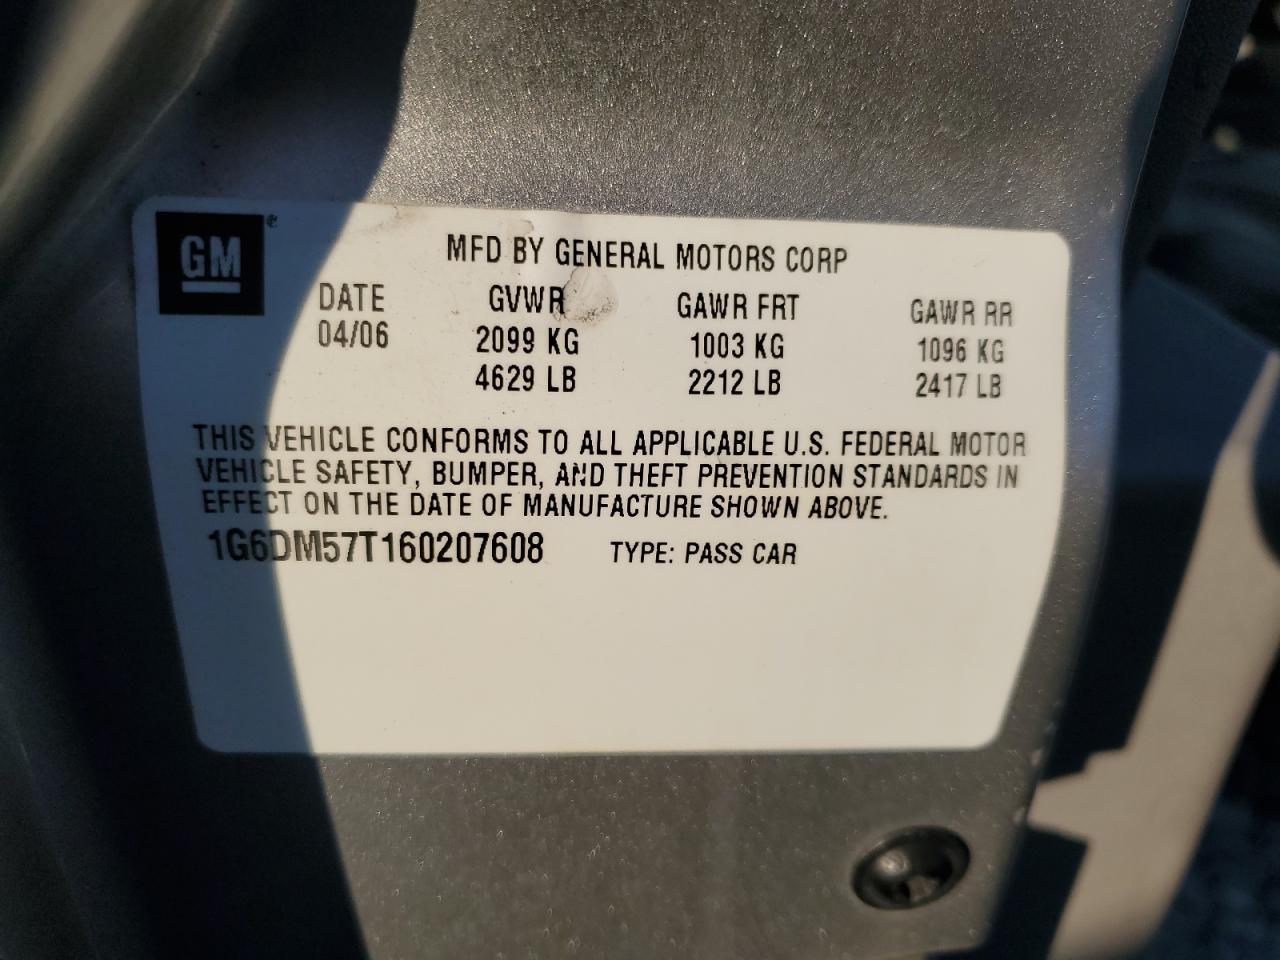 GM ®
MFD BY GENERAL MOTORS CORP
DATE GVWR GAWR FRT GAWR RR
04/06 2099 KG 1003 KG 1096 KG
4629 LB 2212 LB 2417 LB
THIS VEHICLE CONFORMS TO ALL APPLICABLE U.S. FEDERAL MOTOR
VEHICLE SAFETY, BUMPER, AND THEFT PREVENTION STANDARDS IN
EFFECT ON THE DATE OF MANUFACTURE SHOWN ABOVE.
1G6DM57T160207608 TYPE: PASS CAR